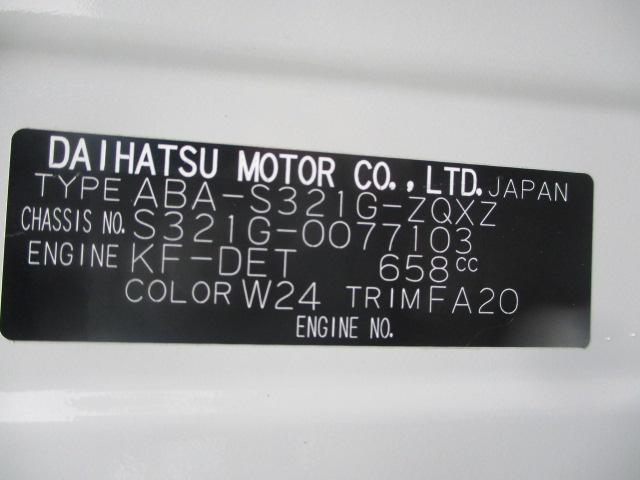 DAIHATSU MOTOR CO., LTD. JAPAN
TYPE ABA-S321G-ZQXZ
CHASSIS NO. S321G-0077103
ENGINE KF-DET 658cc
COLOR W24 TRIM FA20
ENGINE NO.